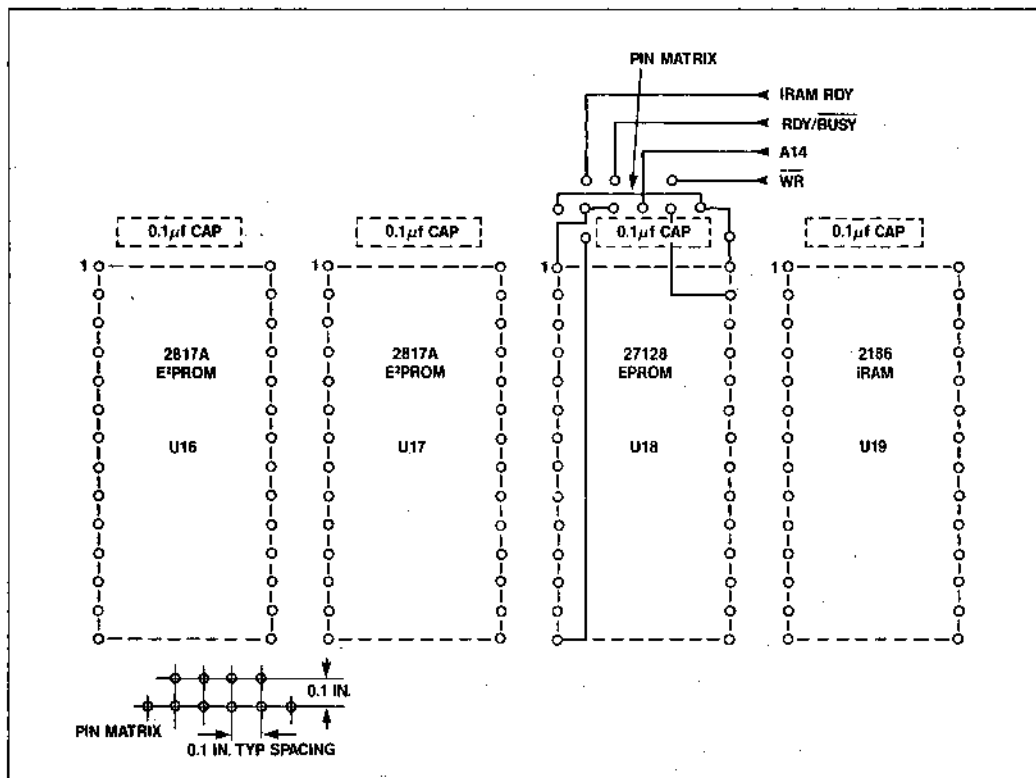 PIN MATRIX
IRAM RDY
RDY/BUSY
A14
WR
0.1μf CAP
0.1μf CAP
0.1μf CAP
0.1μf CAP
1
1
1
1
2817A
E²PROM
U16
2817A
E²PROM
U17
27128
EPROM
U18
2186
iRAM
U19
0.1 IN.
PIN MATRIX
0.1 IN. TYP SPACING